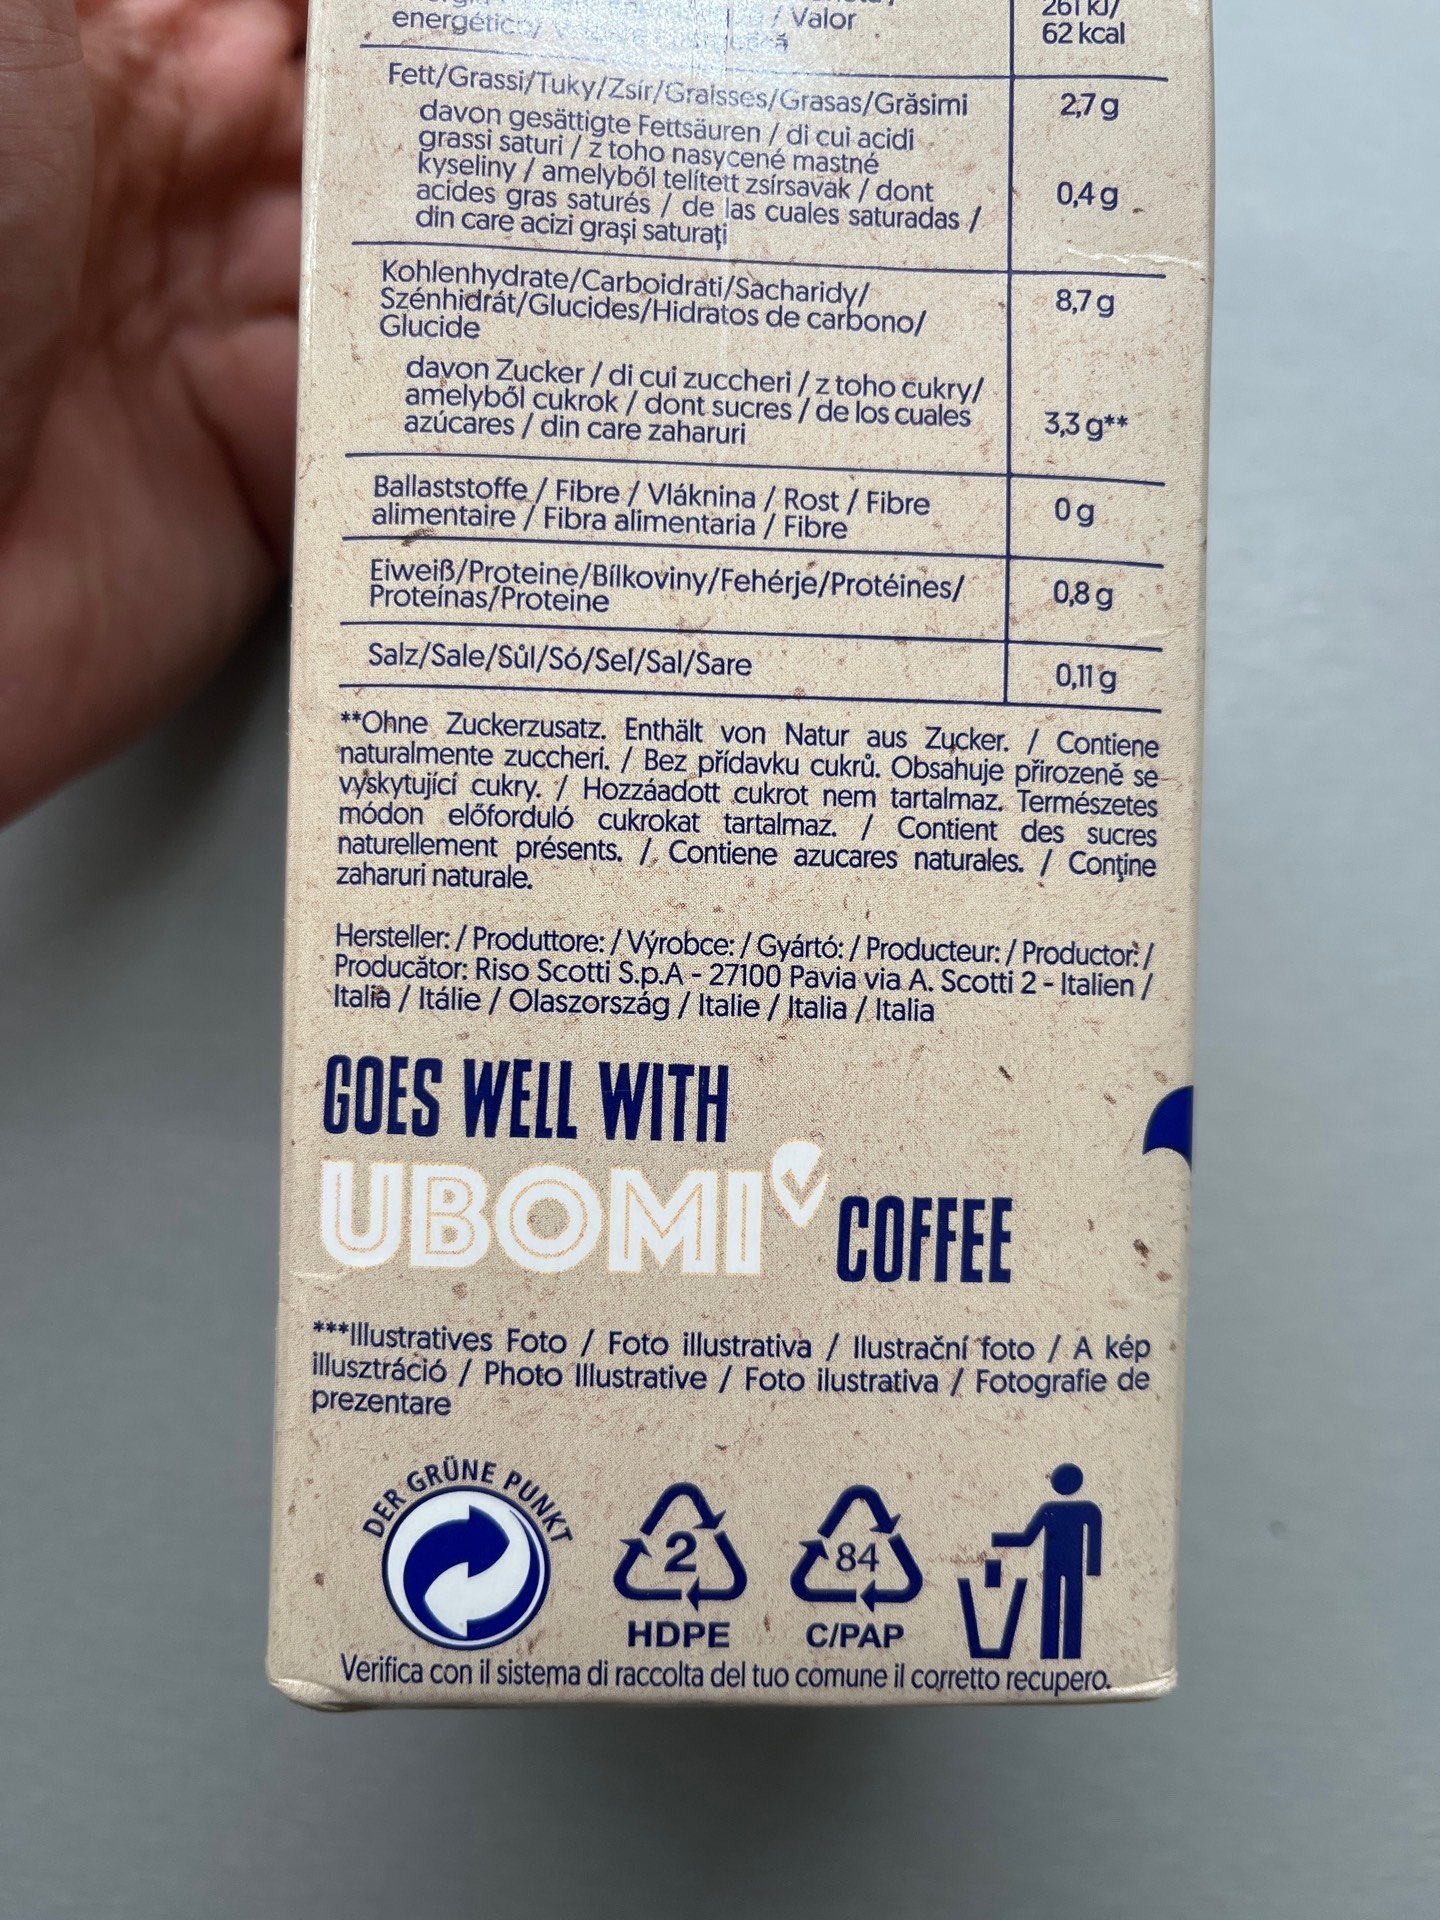 / Valor
261 kJ/
energétic
62 kcal
Fett/Grassi/Tuky/Zsír/Graisses/Grasas/Grăsimi
2,7 g
davon gesättigte Fettsäuren / di cui acidi
grassi saturi / z toho nasycené mastné
kyseliny / amelyből telített zsírsavak / dont
acides gras saturés / de las cuales saturadas /
din care acizi grași saturați
0,4 g
Kohlenhydrate/Carboidrati/Sacharidy/
Szénhidrát/Glucides/Hidratos de carbono/
Glucide
8,7 g
davon Zucker / di cui zuccheri / z toho cukry/
amelyből cukrok / dont sucres / de los cuales
azúcares / din care zaharuri
3,3 g**
Ballaststoffe / Fibre / Vláknina / Rost / Fibre
alimentaire / Fibra alimentaria / Fibre
0 g
Eiweiß/Proteine/Bílkoviny/Fehérje/Protéines/
Proteínas/Proteine
0,8 g
Salz/Sale/Sůl/Só/Sel/Sal/Sare
0,11 g
**Ohne Zuckerzusatz. Enthält von Natur aus Zucker. / Contiene
naturalmente zuccheri. / Bez přídavku cukrů. Obsahuje přirozeně se
vyskytující cukry. / Hozzáadott cukrot nem tartalmaz. Természetes
módon előforduló cukrokat tartalmaz. / Contient des sucres
naturellement présents. / Contiene azucares naturales. / Conține
zaharuri naturale.
Hersteller: / Produttore: / Výrobce: / Gyártó: / Producteur: / Productor: /
Producător: Riso Scotti S.p.A - 27100 Pavia via A. Scotti 2 - Italien /
Italia / Itálie / Olaszország / Italie / Italia / Italia
GOES WELL WITH
UBOMI COFFEE
***Illustratives Foto / Foto illustrativa / Ilustrační foto / A kép
illusztráció / Photo Illustrative / Foto ilustrativa / Fotografie de
prezentare
DER GRÜNE PUNKT
2
84
HDPE
C/PAP
Verifica con il sistema di raccolta del tuo comune il corretto recupero.